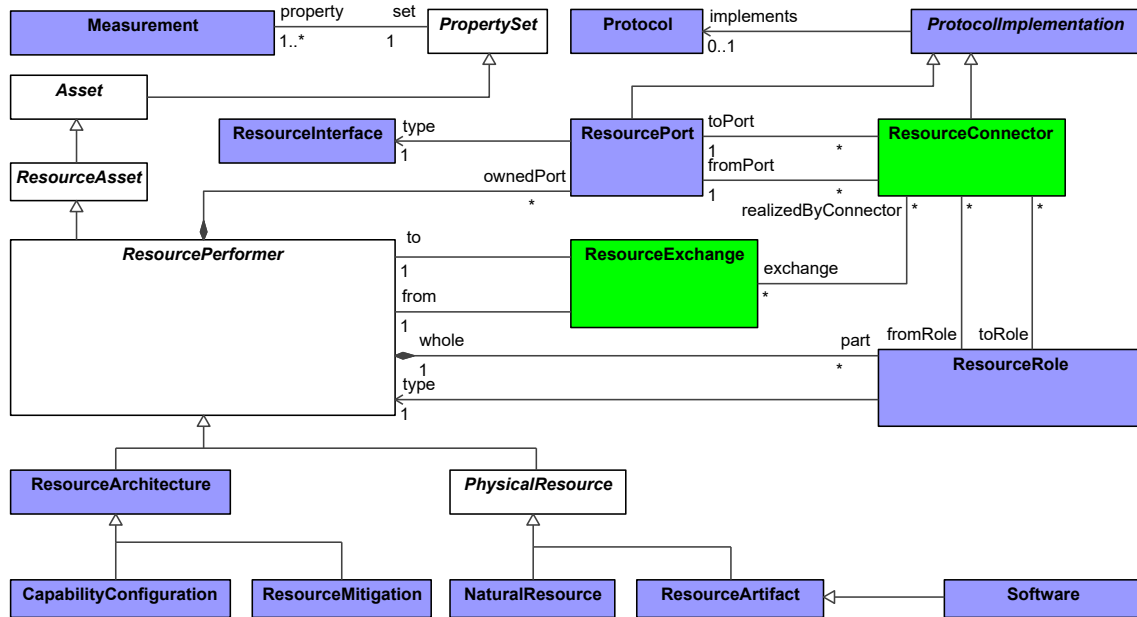 property
set
implements
Measurement
PropertySet
Protocol
ProtocolImplementation
1..*
1
0..1
Asset
ResourceInterface
type
1
ResourcePort
toPort
1
*
ResourceConnector
fromPort
1
*
ResourceAsset
ownedPort
*
realizedByConnector
*
*
*
ResourcePerformer
to
1
ResourceExchange
exchange
*
from
1
whole
1
part
*
fromRole
toRole
ResourceRole
type
1
ResourceArchitecture
PhysicalResource
CapabilityConfiguration
ResourceMitigation
NaturalResource
ResourceArtifact
Software